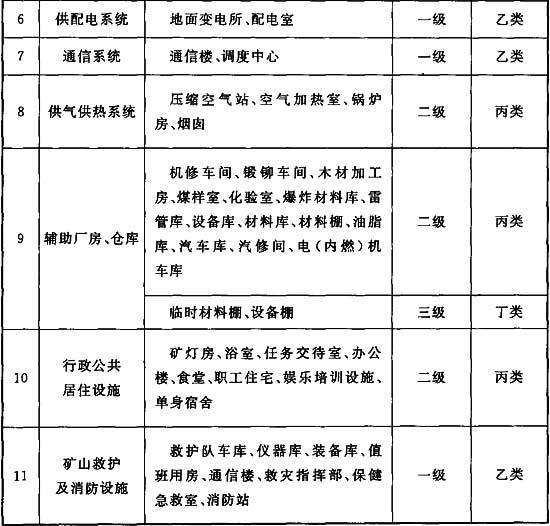 6 供配电系统 地面变电所、配电室 一级 乙类
7 通信系统 通信楼、调度中心 一级 乙类
8 供气供热系统 压缩空气站、空气加热室、锅炉
房、烟囱 二级 丙类
9 辅助厂房、仓库 机修车间、锻铆车间、木材加工
房、煤样室、化验室、爆炸材料库、雷
管库、设备库、材料库、材料棚、油脂
库、汽车库、汽修间、电(内燃)机
车库 二级 丙类
临时材料棚、设备棚 三级 丁类
10 行政公共
居住设施 矿灯房、浴室、任务交待室、办公
楼、食堂、职工住宅、娱乐培训设施、
单身宿舍 二级 丙类
11 矿山救护
及消防设施 救护队车库、仪器库、装备库、值
班用房、通信楼、救灾指挥部、保健
急救室、消防站 一级 乙类